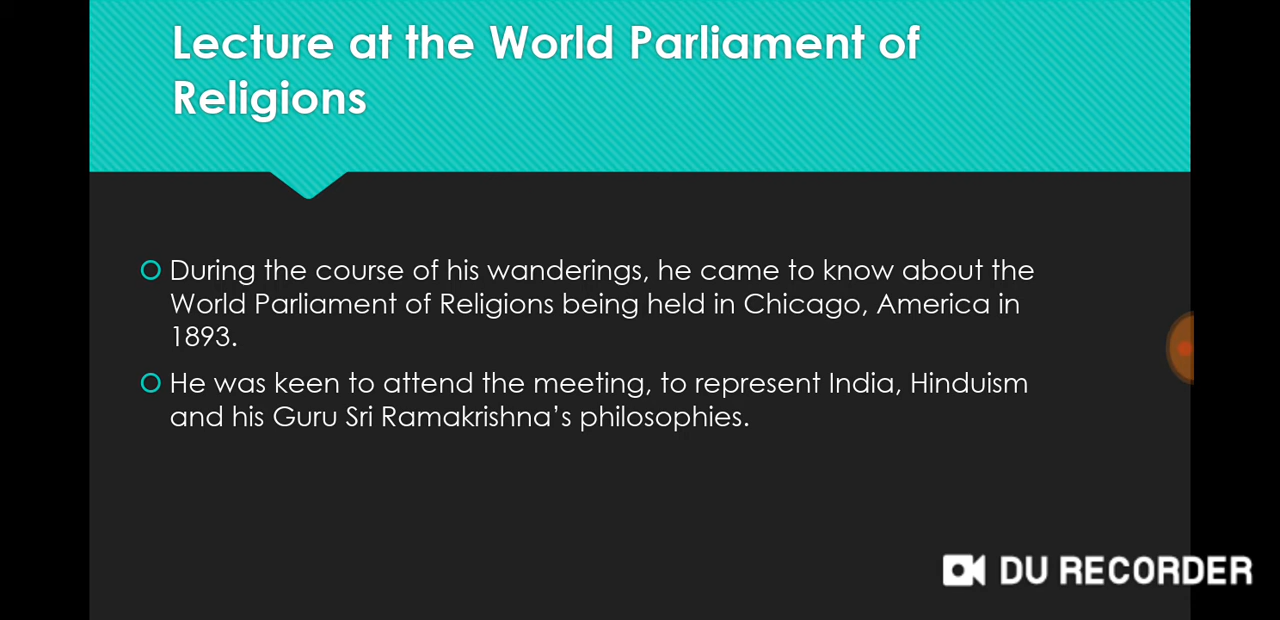 Lecture at the World Parliament of
Religions
During the course of his wanderings, he came to know about the
World Parliament of Religions being held in Chicago, America in
1893.
He was keen to attend the meeting, to represent India, Hinduism
and his Guru Sri Ramakrishna’s philosophies.
DU RECORDER